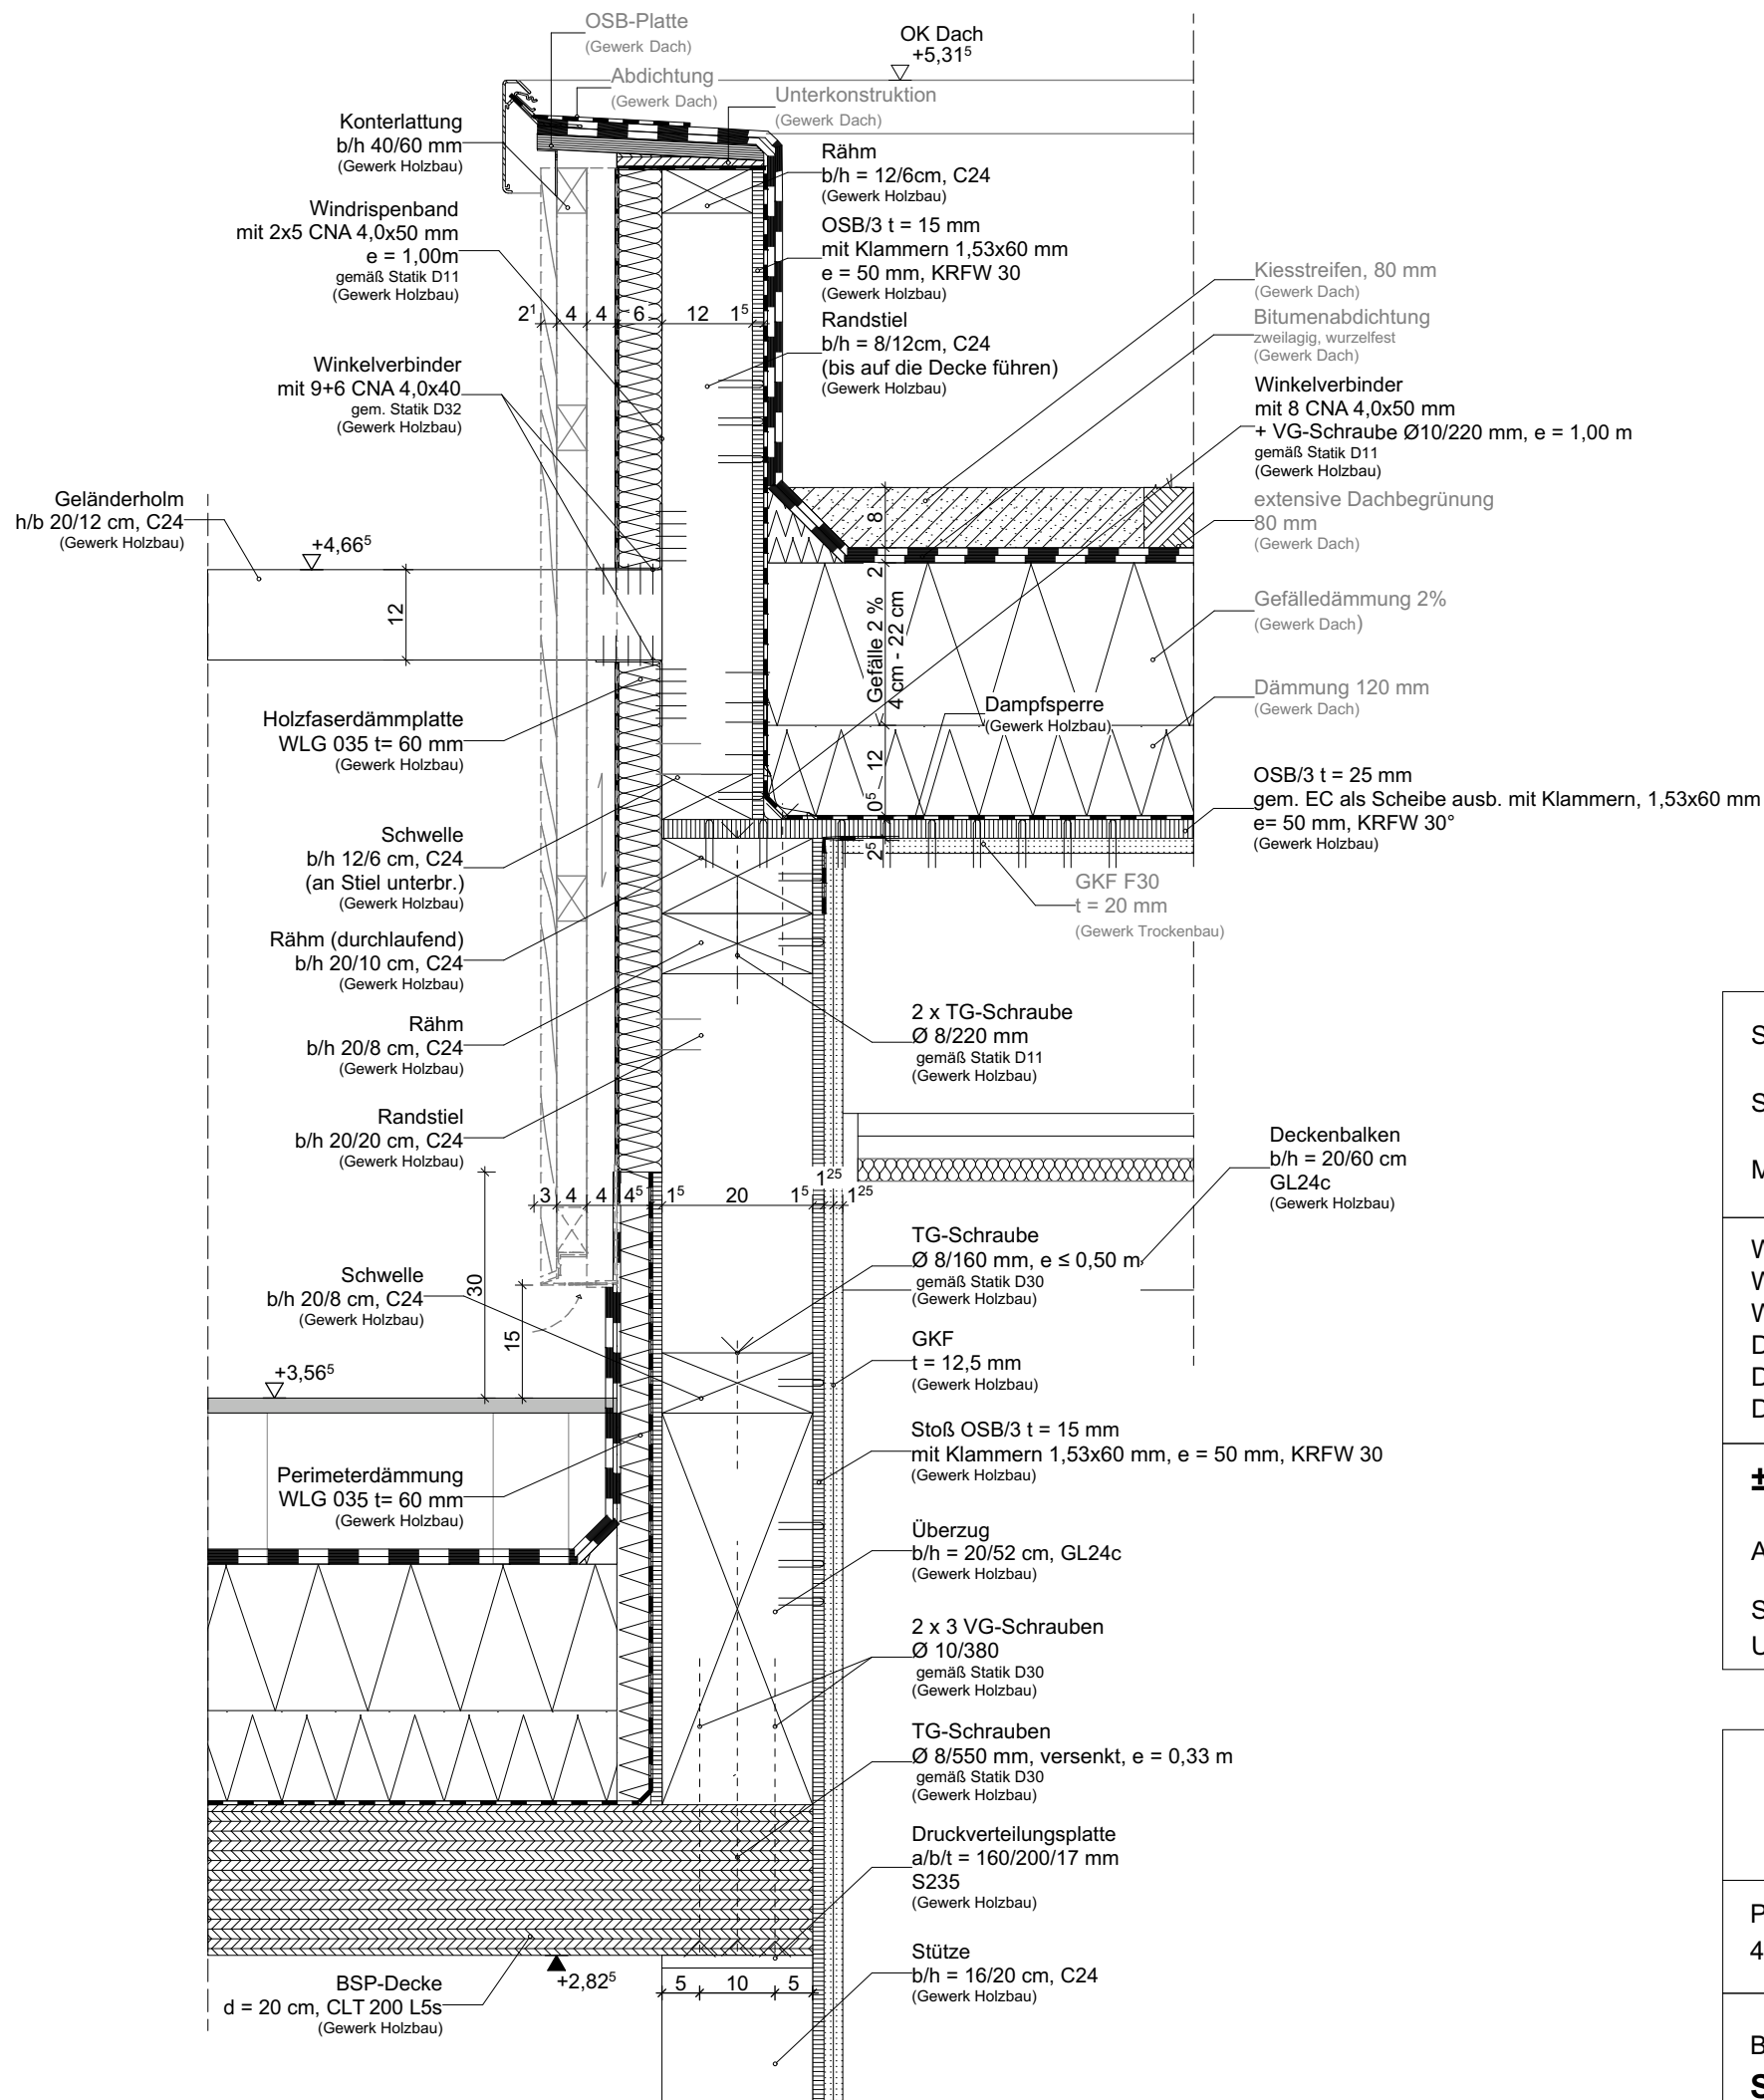 OSB-Platte
(Gewerk Dach)
Abdichtung
(Gewerk Dach)
OK Dach
+5,31⁵
Unterkonstruktion
(Gewerk Dach)
Konterlattung
b/h 40/60 mm
(Gewerk Holzbau)
Rähm
b/h = 12/6cm, C24
(Gewerk Holzbau)
Windrispenband
mit 2x5 CNA 4,0x50 mm
e = 1,00m
gemäß Statik D11
(Gewerk Holzbau)
OSB/3 t = 15 mm
mit Klammern 1,53x60 mm
e = 50 mm, KRFW 30
(Gewerk Holzbau)
2¹ 4 4 6 12 1⁵
Randstiel
b/h = 8/12cm, C24
(bis auf die Decke führen)
(Gewerk Holzbau)
Kiesstreifen, 80 mm
(Gewerk Dach)
Bitumenabdichtung
zweilagig, wurzelfest
(Gewerk Dach)
Winkelverbinder
mit 9+6 CNA 4,0x40
gem. Statik D32
(Gewerk Holzbau)
Winkelverbinder
mit 8 CNA 4,0x50 mm
+ VG-Schraube Ø10/220 mm, e = 1,00 m
gemäß Statik D11
(Gewerk Holzbau)
Geländerholm
h/b 20/12 cm, C24
(Gewerk Holzbau)
+4,66⁵
12
extensive Dachbegrünung
80 mm
(Gewerk Dach)
8
2
Gefälle 2 %
4 cm - 22 cm
12
0⁵
2⁵
Gefälledämmung 2%
(Gewerk Dach)
Dampfsperre
(Gewerk Holzbau)
Dämmung 120 mm
(Gewerk Dach)
Holzfaserdämmplatte
WLG 035 t= 60 mm
(Gewerk Holzbau)
OSB/3 t = 25 mm
gem. EC als Scheibe ausb. mit Klammern, 1,53x60 mm
e= 50 mm, KRFW 30°
(Gewerk Holzbau)
Schwelle
b/h 12/6 cm, C24
(an Stiel unterbr.)
(Gewerk Holzbau)
GKF F30
t = 20 mm
(Gewerk Trockenbau)
Rähm (durchlaufend)
b/h 20/10 cm, C24
(Gewerk Holzbau)
Rähm
b/h 20/8 cm, C24
(Gewerk Holzbau)
2 x TG-Schraube
Ø 8/220 mm
gemäß Statik D11
(Gewerk Holzbau)
Randstiel
b/h 20/20 cm, C24
(Gewerk Holzbau)
Deckenbalken
b/h = 20/60 cm
GL24c
(Gewerk Holzbau)
3 4 4 4⁵ 1⁵ 20 1⁵ 1²⁵ 1²⁵
30
15
TG-Schraube
Ø 8/160 mm, e ≤ 0,50 m
gemäß Statik D30
(Gewerk Holzbau)
Schwelle
b/h 20/8 cm, C24
(Gewerk Holzbau)
GKF
t = 12,5 mm
(Gewerk Holzbau)
+3,56⁵
Stoß OSB/3 t = 15 mm
mit Klammern 1,53x60 mm, e = 50 mm, KRFW 30
(Gewerk Holzbau)
Perimeterdämmung
WLG 035 t= 60 mm
(Gewerk Holzbau)
Überzug
b/h = 20/52 cm, GL24c
(Gewerk Holzbau)
2 x 3 VG-Schrauben
Ø 10/380
gemäß Statik D30
(Gewerk Holzbau)
TG-Schrauben
Ø 8/550 mm, versenkt, e = 0,33 m
gemäß Statik D30
(Gewerk Holzbau)
Druckverteilungsplatte
a/b/t = 160/200/17 mm
S235
(Gewerk Holzbau)
Stütze
b/h = 16/20 cm, C24
(Gewerk Holzbau)
BSP-Decke
d = 20 cm, CLT 200 L5s
(Gewerk Holzbau)
+2,82⁵
5 10 5
S
S
M
W
W
W
D
D
D
±
A
S
U
P
4
B
S